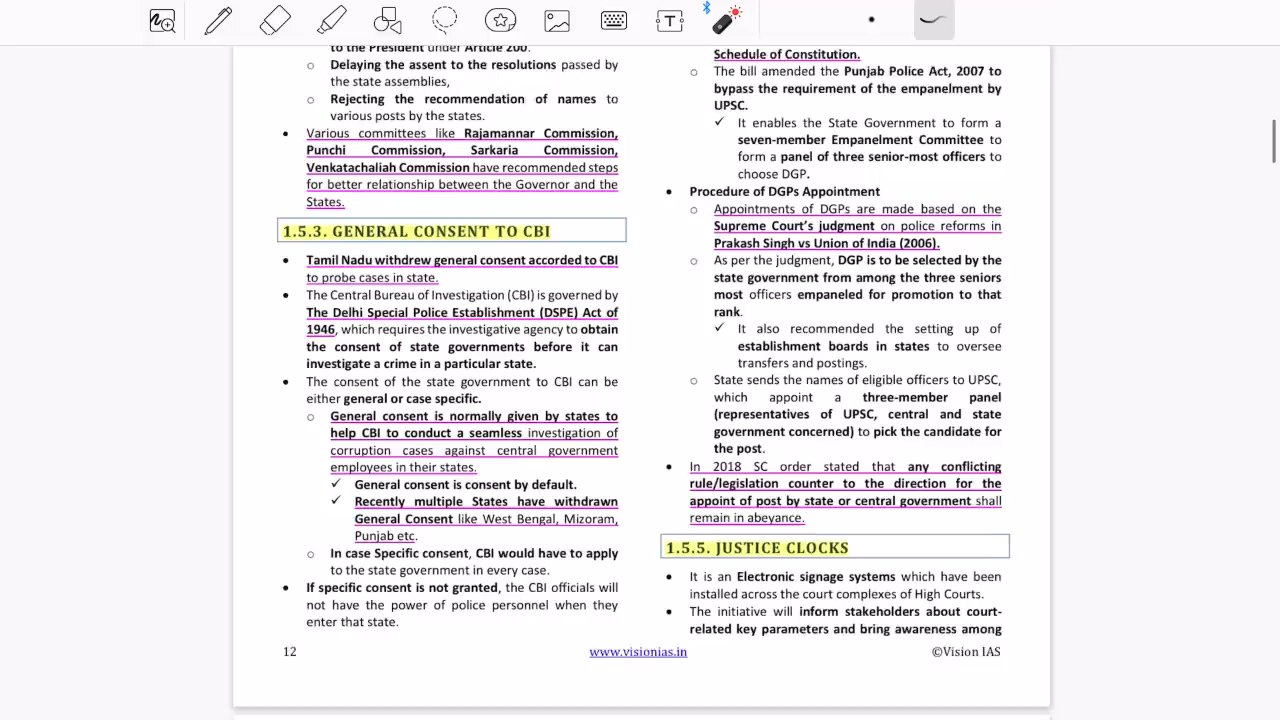 T
to the President under Article 200.
o Delaying the assent to the resolutions passed by
the state assemblies,
o Rejecting the recommendation of names to
various posts by the states.
• Various committees like Rajamannar Commission,
Punchi Commission, Sarkaria Commission,
Venkatachaliah Commission have recommended steps
for better relationship between the Governor and the
States.
1.5.3. GENERAL CONSENT TO CBI
• Tamil Nadu withdrew general consent accorded to CBI
to probe cases in state.
• The Central Bureau of Investigation (CBI) is governed by
The Delhi Special Police Establishment (DSPE) Act of
1946, which requires the investigative agency to obtain
the consent of state governments before it can
investigate a crime in a particular state.
• The consent of the state government to CBI can be
either general or case specific.
o General consent is normally given by states to
help CBI to conduct a seamless investigation of
corruption cases against central government
employees in their states.
✓ General consent is consent by default.
✓ Recently multiple States have withdrawn
General Consent like West Bengal, Mizoram,
Punjab etc.
o In case Specific consent, CBI would have to apply
to the state government in every case.
• If specific consent is not granted, the CBI officials will
not have the power of police personnel when they
enter that state.
Schedule of Constitution.
o The bill amended the Punjab Police Act, 2007 to
bypass the requirement of the empanelment by
UPSC.
✓ It enables the State Government to form a
seven-member Empanelment Committee to
form a panel of three senior-most officers to
choose DGP.
• Procedure of DGPs Appointment
o Appointments of DGPs are made based on the
Supreme Court's judgment on police reforms in
Prakash Singh vs Union of India (2006).
o As per the judgment, DGP is to be selected by the
state government from among the three seniors
most officers empaneled for promotion to that
rank.
✓ It also recommended the setting up of
establishment boards in states to oversee
transfers and postings.
o State sends the names of eligible officers to UPSC,
which appoint a three-member panel
(representatives of UPSC, central and state
government concerned) to pick the candidate for
the post.
• In 2018 SC order stated that any conflicting
rule/legislation counter to the direction for the
appoint of post by state or central government shall
remain in abeyance.
1.5.5. JUSTICE CLOCKS
• It is an Electronic signage systems which have been
installed across the court complexes of High Courts.
• The initiative will inform stakeholders about court-
related key parameters and bring awareness among
12 www.visionias.in ©Vision IAS